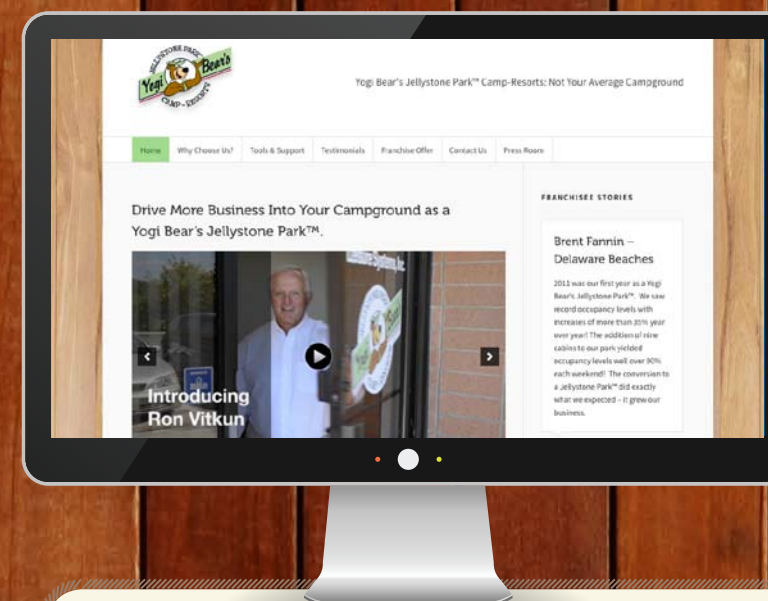 JELLYSTONE PARK™
Yogi Bear's
CAMP-RESORTS
Yogi Bear's Jellystone Park™ Camp-Resorts: Not Your Average Campground
Home Why Choose Us? Tools & Support Testimonials Franchise Offer Contact Us Press Room
Drive More Business Into Your Campground as a
Yogi Bear's Jellystone Park™.
Introducing
Ron Vitkun
FRANCHISEE STORIES
Brent Fannin –
Delaware Beaches
2011 was our first year as a Yogi
Bear's Jellystone Park™. We saw
record occupancy levels with
increases of more than 35% year
over year! The addition of nine
cabins to our park yielded
occupancy levels well over 90%
each weekend! The conversion to
a Jellystone Park™ did exactly
what we expected – it grew our
business.